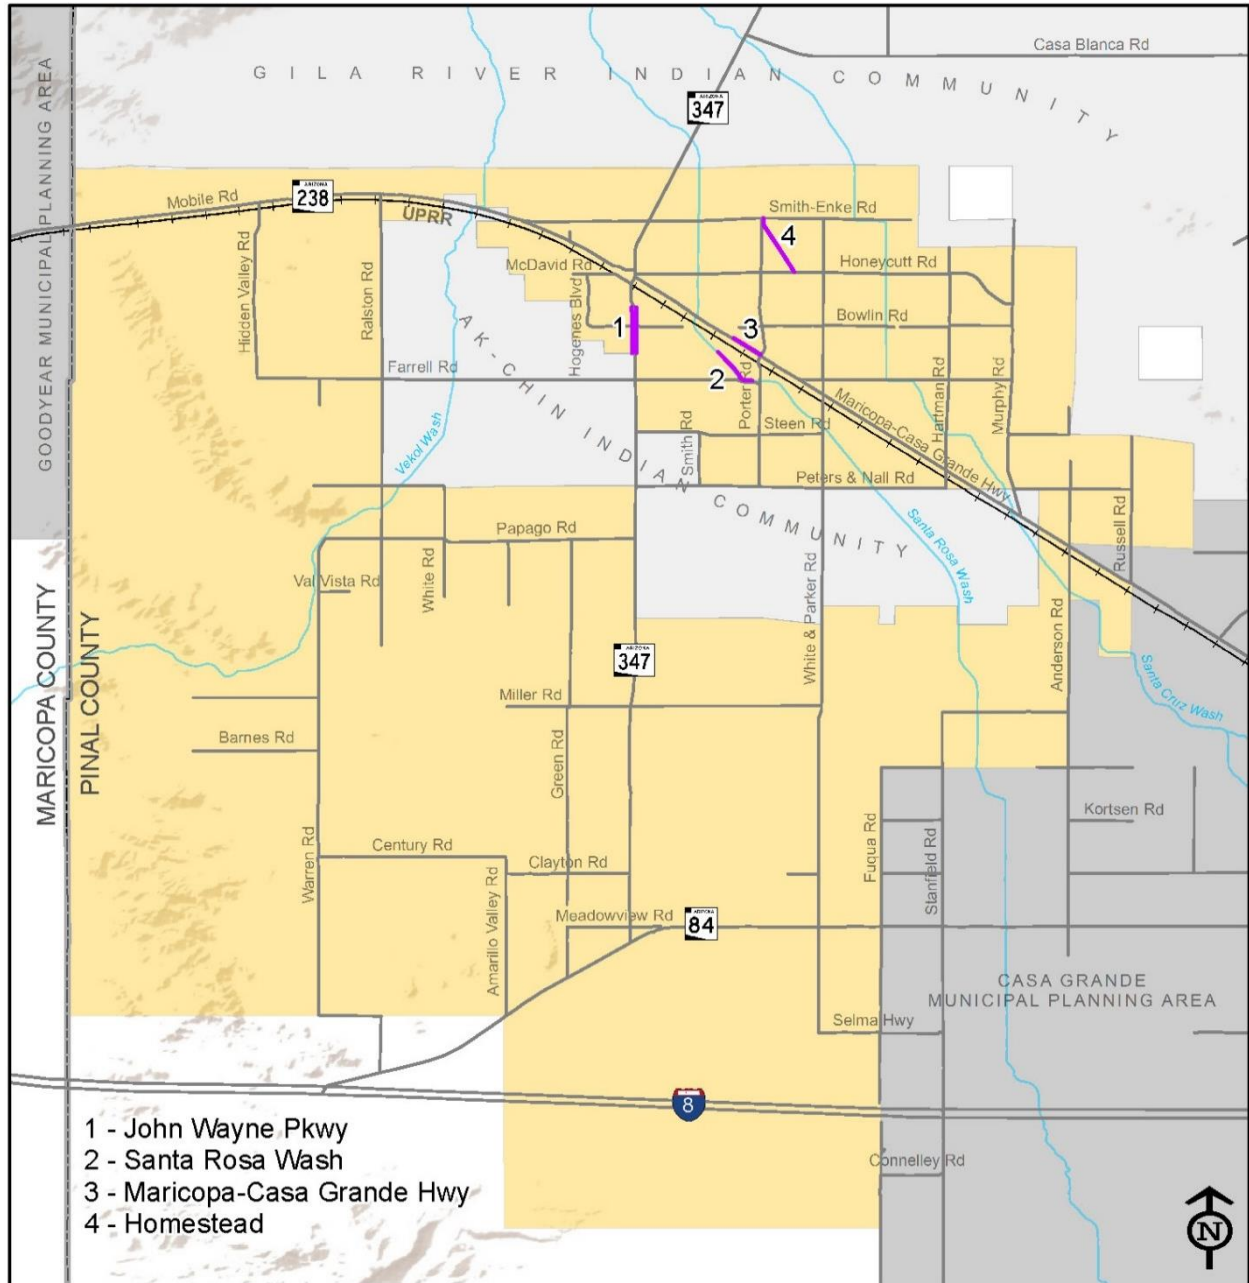 Casa Blanca Rd
GILA RIVER INDIAN COMMUNITY
ARIZONA
347
GOODYEAR MUNICIPAL PLANNING AREA
Mobile Rd
ARIZONA
238
UPRR
Smith-Enke Rd
4
McDavid Rd
Honeycutt Rd
Hidden Valley Rd
Ralston Rd
Hogenes Blvd
1
3
Bowlin Rd
AK-CHIN INDIAN COMMUNITY
Farrell Rd
2
Porter Rd
Hartman Rd
Murphy Rd
Maricopa-Casa Grande Hwy
Steen Rd
Smith Rd
Vekol Wash
Peters & Nall Rd
Papago Rd
Santa Rosa Wash
Russell Rd
Val Vista Rd
White Rd
White & Parker Rd
Anderson Rd
MARICOPA COUNTY
PINAL COUNTY
ARIZONA
347
Santa Cruz Wash
Miller Rd
Barnes Rd
Green Rd
Kortsen Rd
Warren Rd
Century Rd
Clayton Rd
Fuqua Rd
Stanfield Rd
Amarillo Valley Rd
Meadowview Rd
ARIZONA
84
CASA GRANDE
MUNICIPAL PLANNING AREA
Selma Hwy
8
1 - John Wayne Pkwy
2 - Santa Rosa Wash
3 - Maricopa-Casa Grande Hwy
4 - Homestead
Connelley Rd
N